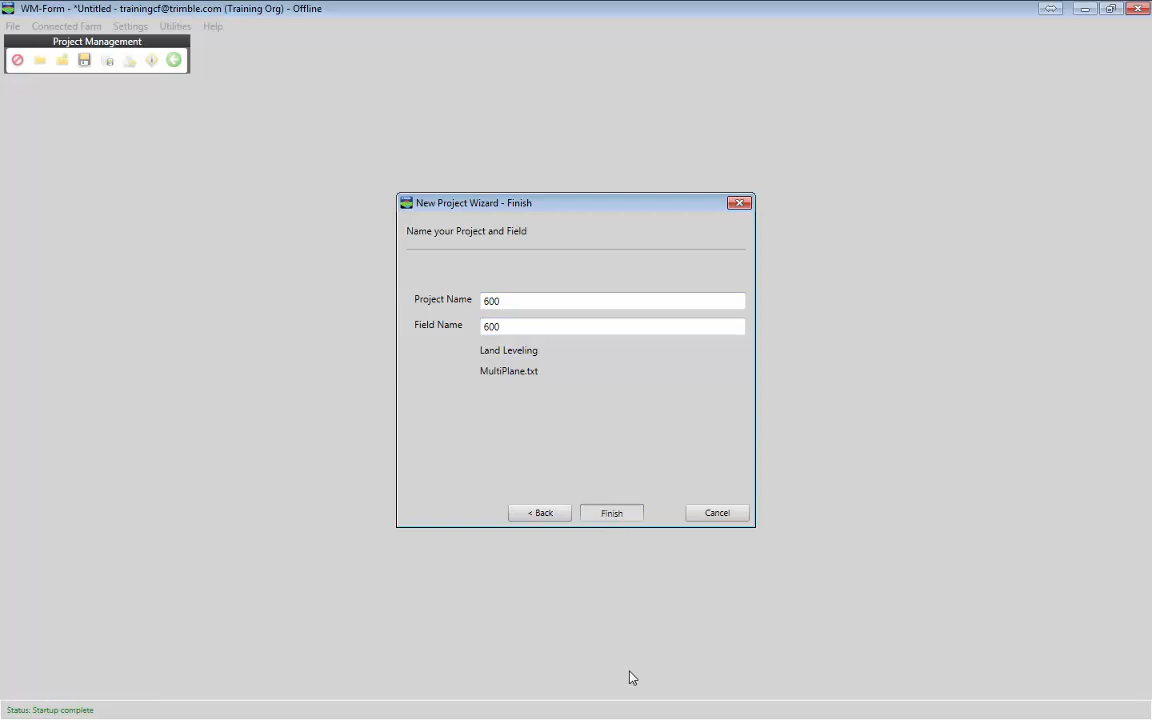 WM-Form - *Untitled - trainingcf@trimble.com (Training Org) - Offline
File Connected Farm Settings Utilities Help
Project Management
New Project Wizard - Finish
Name your Project and Field
Project Name 600
Field Name 600
Land Leveling
MultiPlane.txt
< Back Finish Cancel
Status: Startup complete